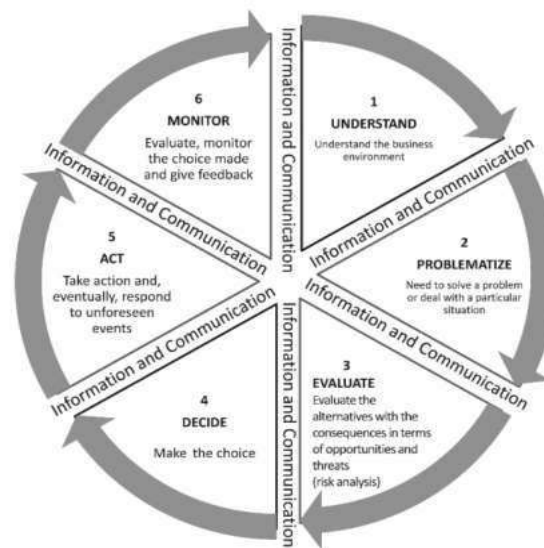 1
UNDERSTAND
Understand the business
environment
Information and Communication
2
PROBLEMATIZE
Need to solve a problem
or deal with a particular
situation
Information and Communication
3
EVALUATE
Evaluate the
alternatives with the
consequences in terms
of opportunities and
threats
(risk analysis)
Information and Communication
4
DECIDE
Make the choice
Information and Communication
5
ACT
Take action and,
eventually, respond
to unforeseen
events
Information and Communication
6
MONITOR
Evaluate, monitor
the choice made
and give feedback
Information and Communication